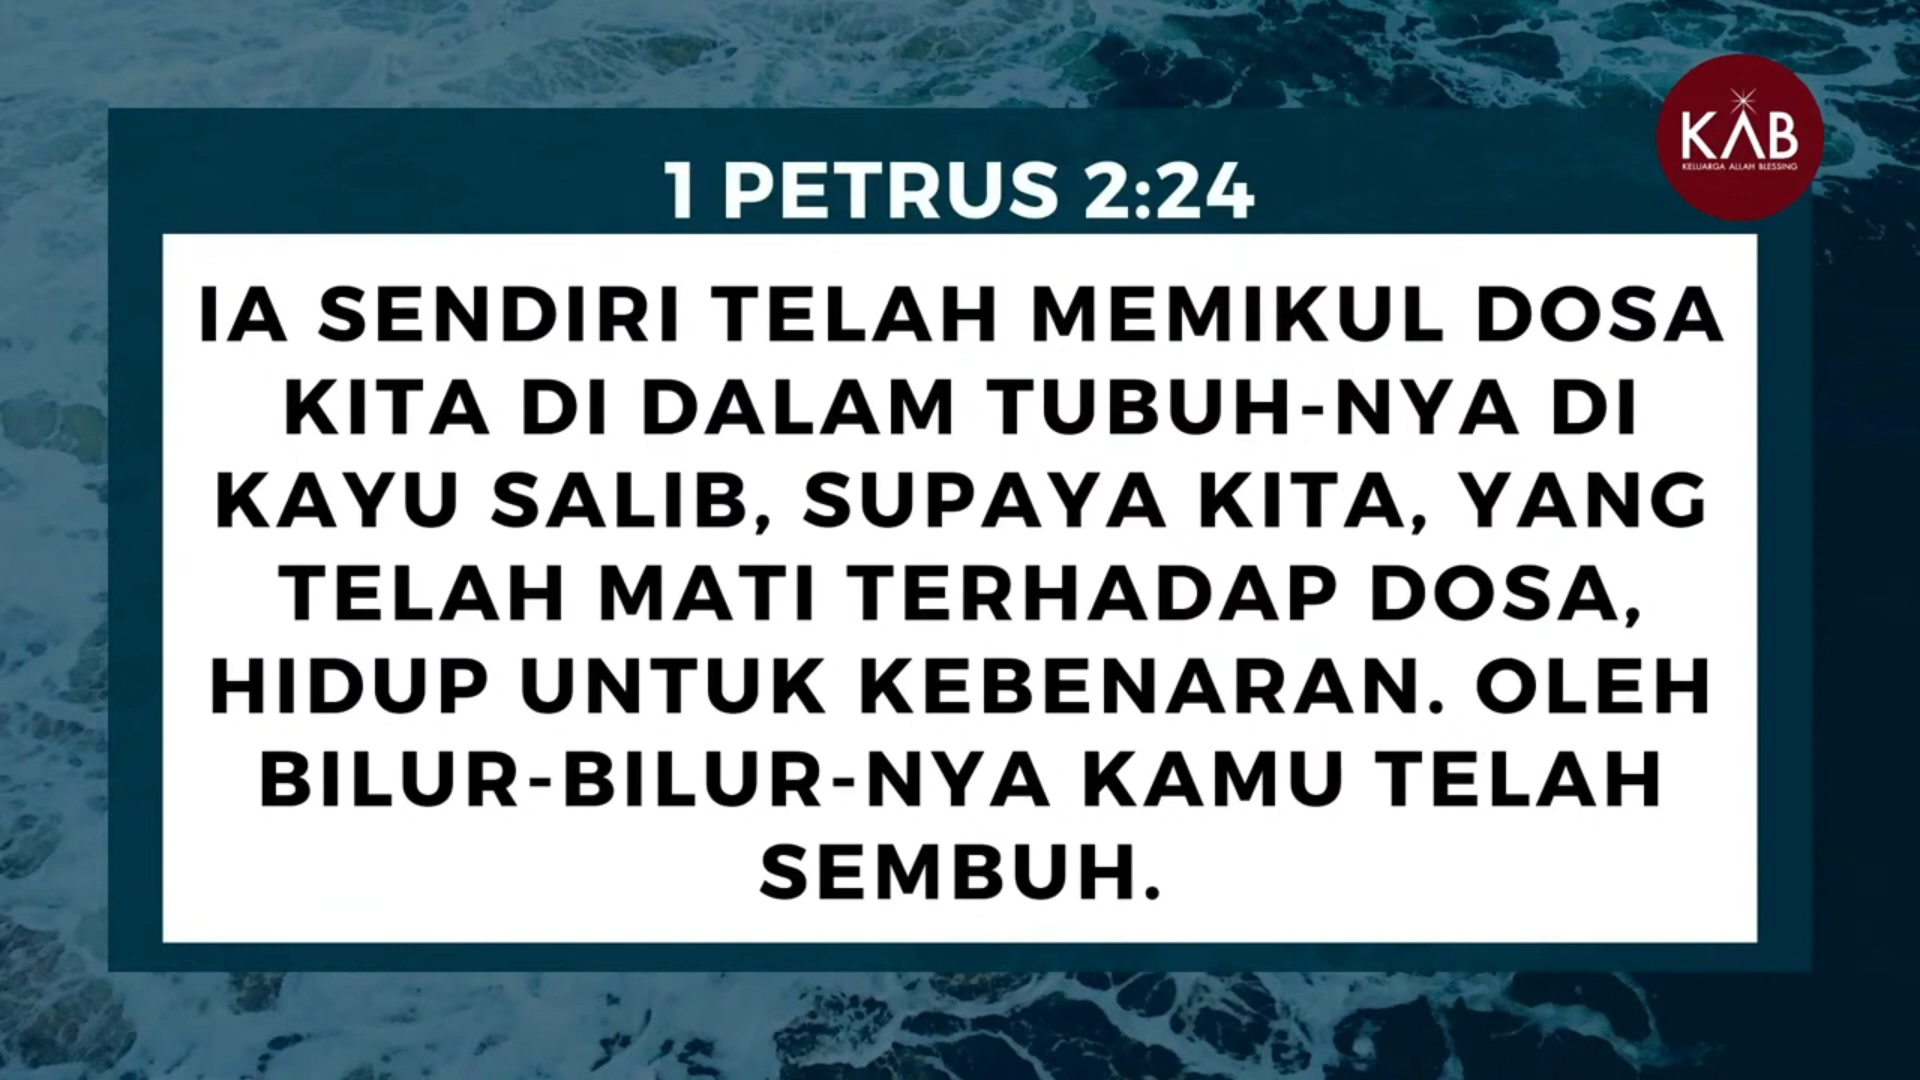 KAB
KELUARGA ALLAH BLESSING
1 PETRUS 2:24
IA SENDIRI TELAH MEMIKUL DOSA
KITA DI DALAM TUBUH-NYA DI
KAYU SALIB, SUPAYA KITA, YANG
TELAH MATI TERHADAP DOSA,
HIDUP UNTUK KEBENARAN. OLEH
BILUR-BILUR-NYA KAMU TELAH
SEMBUH.